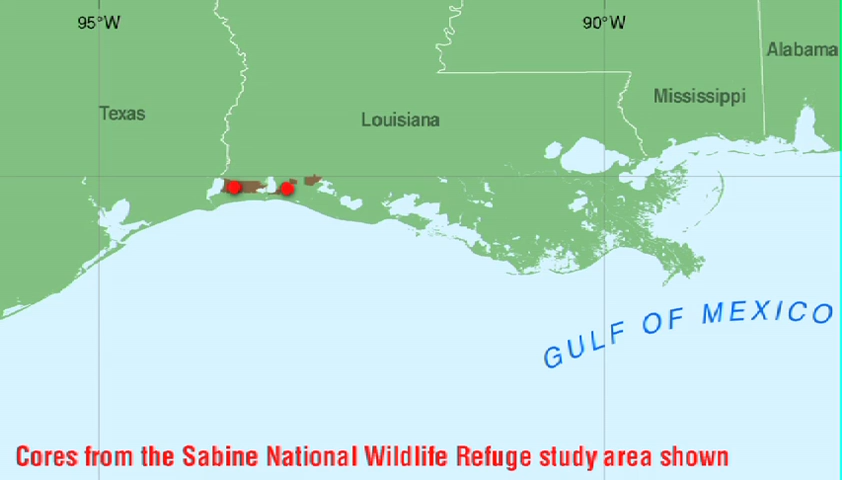 95°W
90°W
Alabama
Mississippi
Texas
Louisiana
GULF OF MEXICO
Cores from the Sabine National Wildlife Refuge study area shown